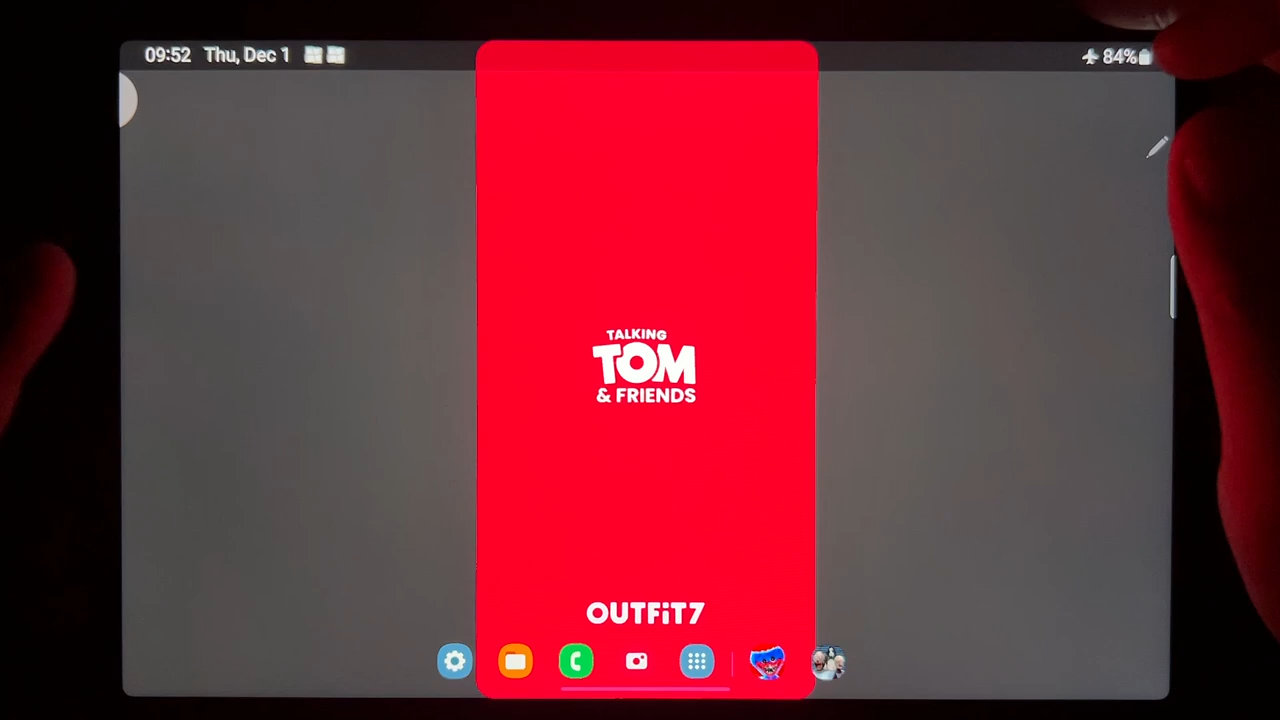 09:52 Thu, Dec 1
84%
TALKING
TOM
& FRIENDS
OUTFiT7